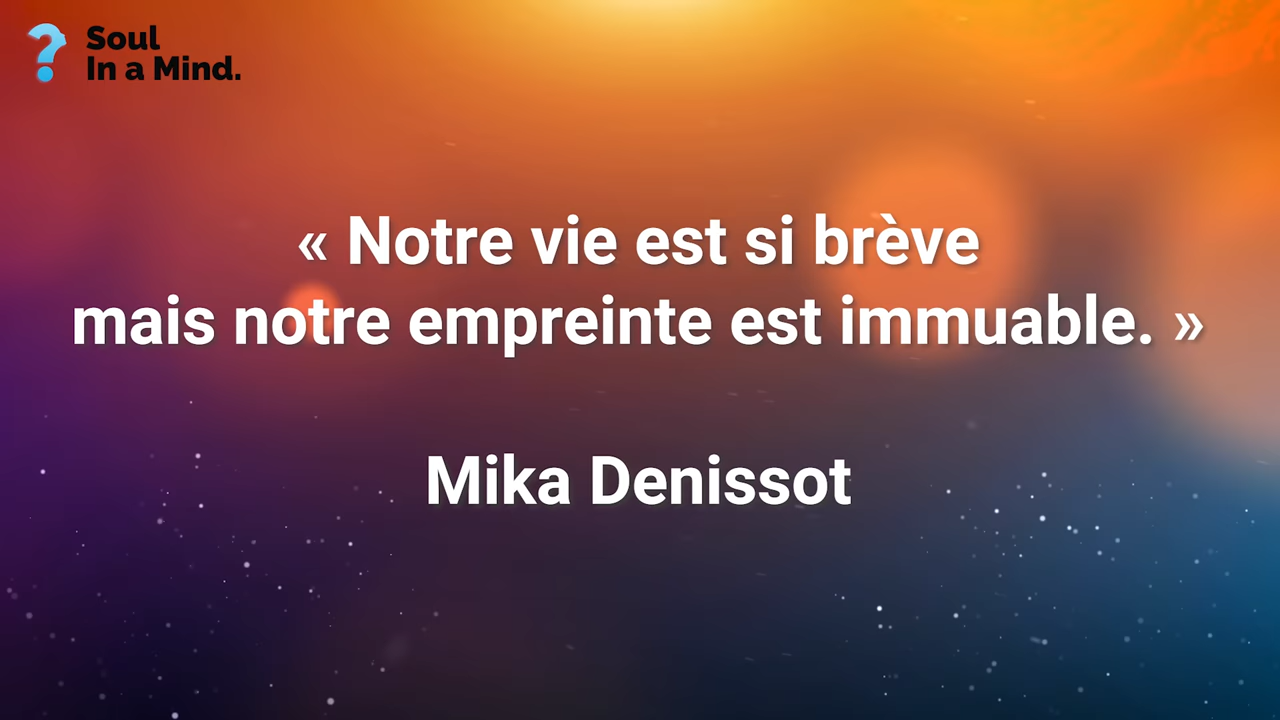 Soul
In a Mind.
« Notre vie est si brève
mais notre empreinte est immuable. »
Mika Denissot